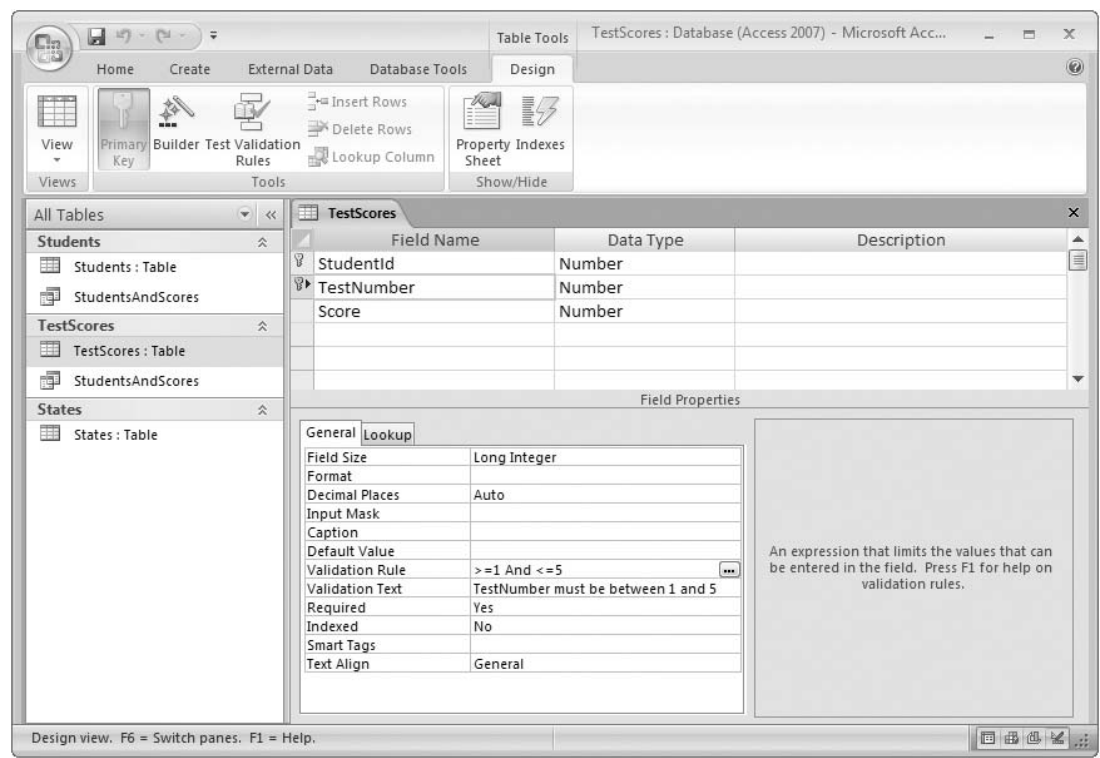 Table Tools
TestScores : Database (Access 2007) - Microsoft Acc...
Home Create External Data Database Tools Design
View
Primary Key
Builder
Test Validation Rules
Insert Rows
Delete Rows
Lookup Column
Property Sheet
Indexes
Views Tools Show/Hide
All Tables
Students
Students : Table
StudentsAndScores
TestScores
TestScores : Table
StudentsAndScores
States
States : Table
TestScores
Field Name Data Type Description
StudentId Number
TestNumber Number
Score Number
Field Properties
General Lookup
Field Size Long Integer
Format
Decimal Places Auto
Input Mask
Caption
Default Value
Validation Rule >=1 And <=5 ...
Validation Text TestNumber must be between 1 and 5
Required Yes
Indexed No
Smart Tags
Text Align General
An expression that limits the values that can
be entered in the field. Press F1 for help on
validation rules.
Design view. F6 = Switch panes. F1 = Help.